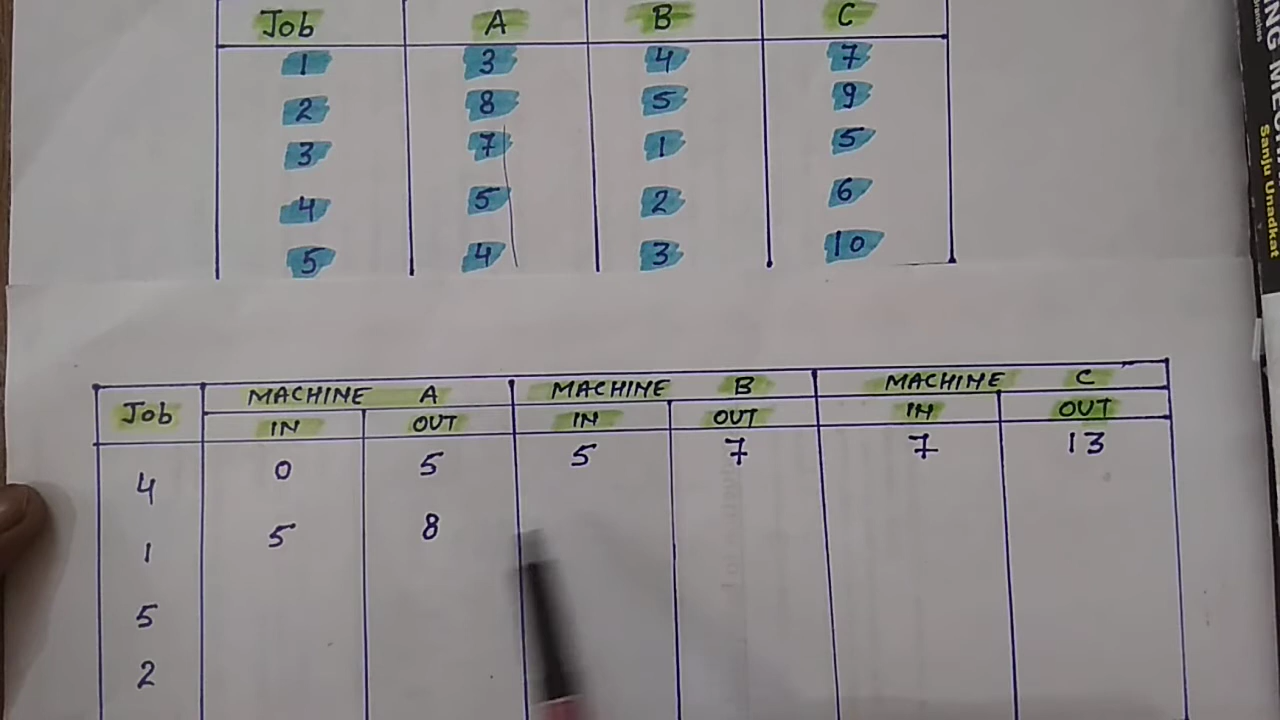 Job A B C
1 3 4 7
2 8 5 9
3 7 1 5
4 5 2 6
5 4 3 10
Job MACHINE A MACHINE B MACHINE C
IN OUT IN OUT IN OUT
4 0 5 5 7 7 13
1 5 8
5
2
Sanju Unadkat